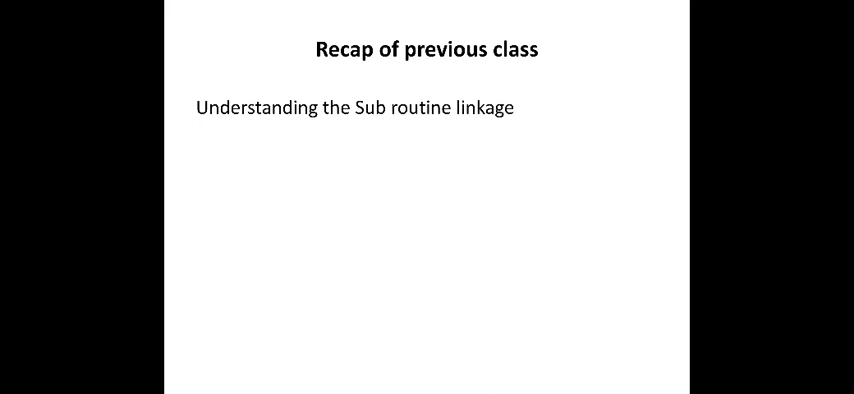 Recap of previous class
Understanding the Sub routine linkage